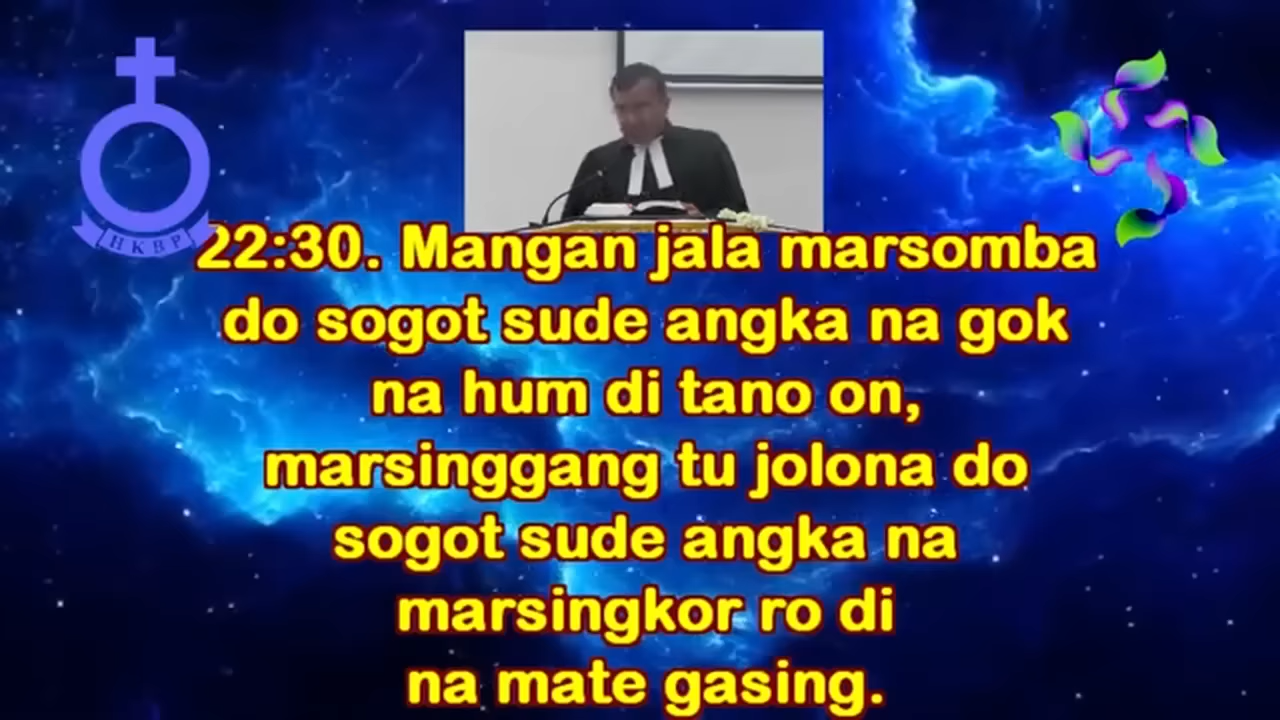 HKBP
22:30. Mangan jala marsomba
do sogot sude angka na gok
na hum di tano on,
marsinggang tu jolona do
sogot sude angka na
marsingkor ro di
na mate gasing.